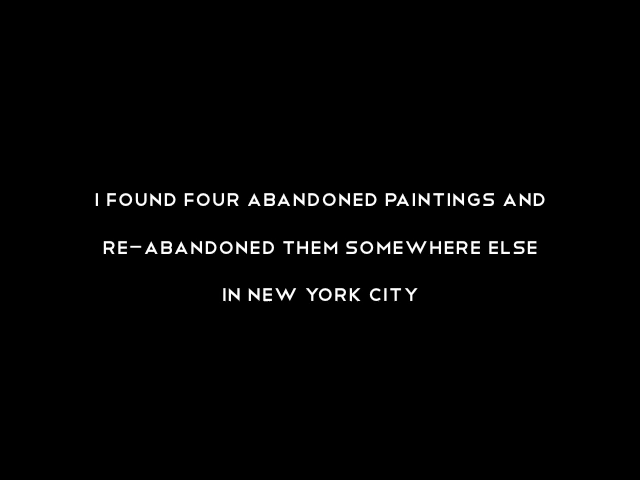 I FOUND FOUR ABANDONED PAINTINGS AND
RE-ABANDONED THEM SOMEWHERE ELSE
IN NEW YORK CITY